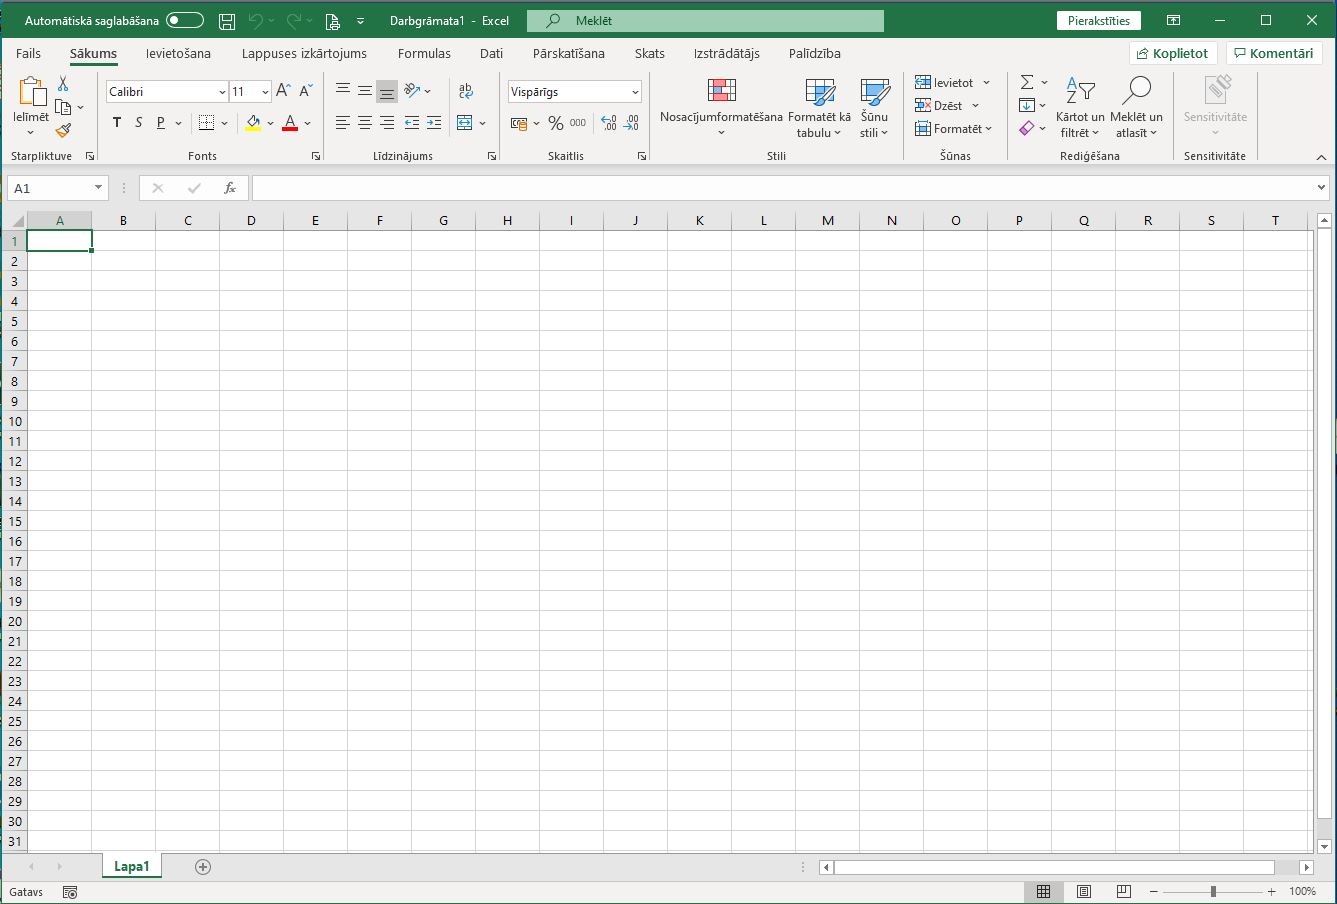 Automātiskā saglabāšana Darbgrāmata1 - Excel Meklēt Pierakstīties
Fails Sākums Ievietošana Lappuses izkārtojums Formulas Dati Pārskatīšana Skats Izstrādātājs Palīdzība Koplietot Komentāri
Ielīmēt
Starpliktuve
Calibri 11
T S P A
Fonts
ab
Līdzinājums
Vispārīgs
% 000 ,00 ,00
Skaitlis
Nosacījumformatēšana
Formatēt kā
tabulu
Šūnu
stili
Stili
Ievietot
Dzēst
Formatēt
Šūnas
Kārtot un
filtrēt
Meklēt un
atlasīt
Rediģēšana
Sensitivitāte
Sensitivitāte
A1 fx
A B C D E F G H I J K L M N O P Q R S T
1
2
3
4
5
6
7
8
9
10
11
12
13
14
15
16
17
18
19
20
21
22
23
24
25
26
27
28
29
30
31
Lapa1
Gatavs 100%